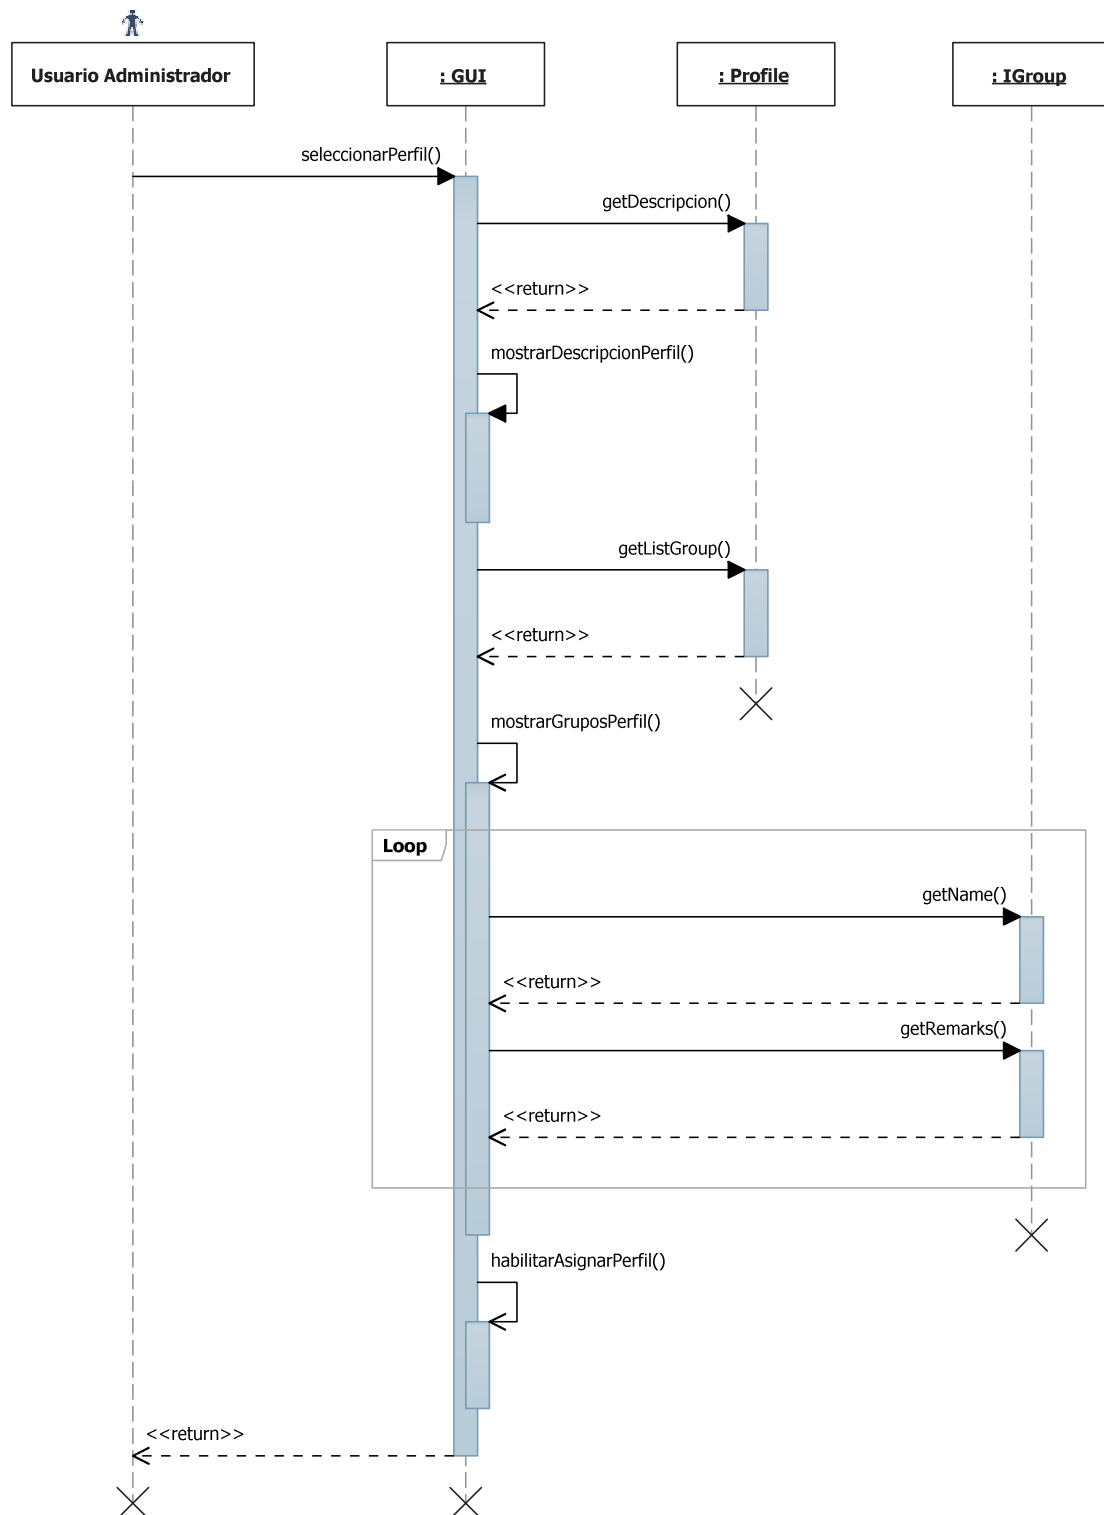 Usuario Administrador
: GUI
: Profile
: IGroup
seleccionarPerfil()
getDescripcion()
<<return>>
mostrarDescripcionPerfil()
getListGroup()
<<return>>
mostrarGruposPerfil()
Loop
getName()
<<return>>
getRemarks()
<<return>>
habilitarAsignarPerfil()
<<return>>